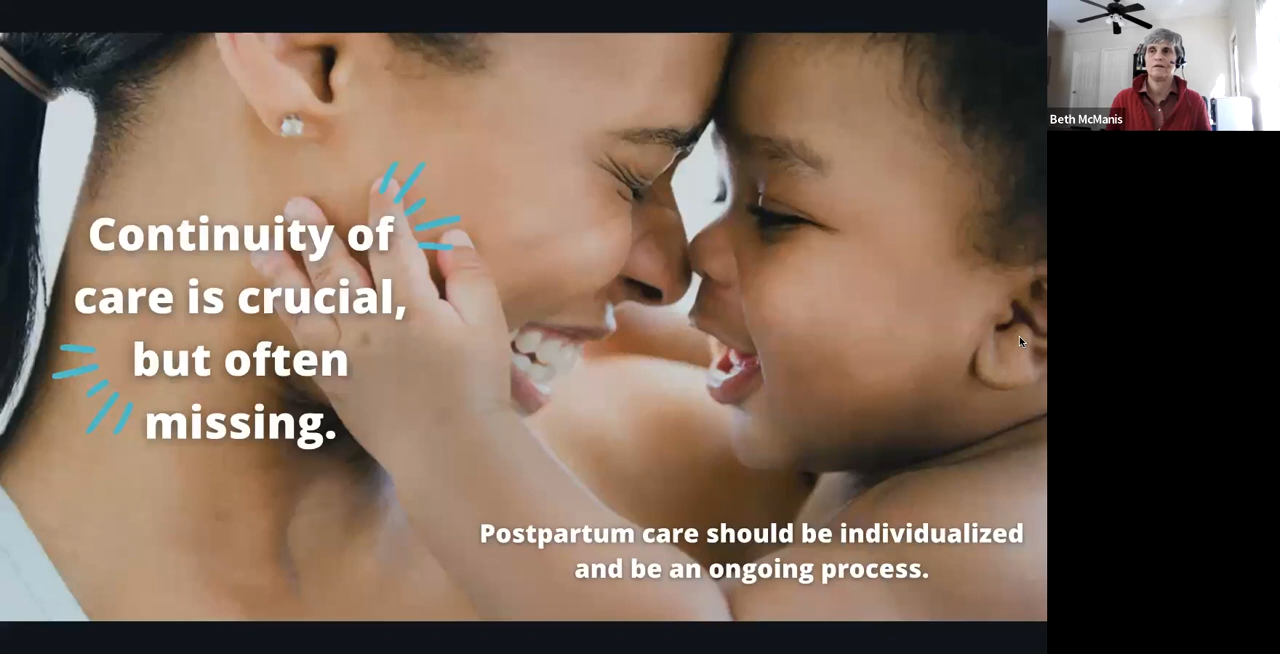 Continuity of
care is crucial,
but often
missing.
Postpartum care should be individualized
and be an ongoing process.
Beth McManis